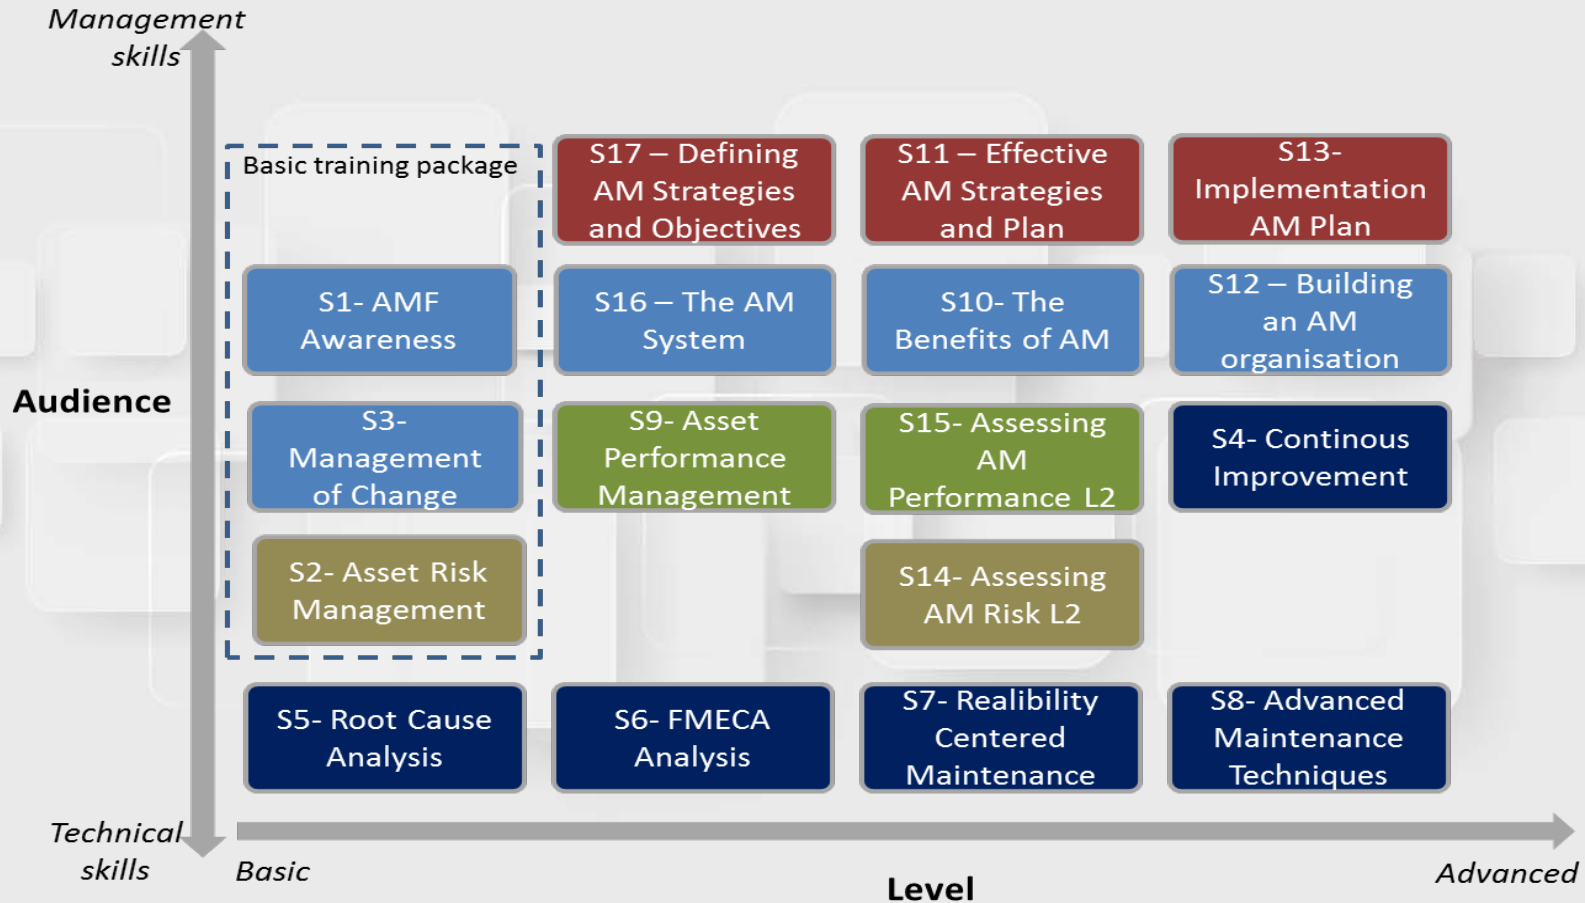 Management
skills
Basic training package
S17 – Defining
AM Strategies
and Objectives
S11 – Effective
AM Strategies
and Plan
S13-
Implementation
AM Plan
S1- AMF
Awareness
S16 – The AM
System
S10- The
Benefits of AM
S12 – Building
an AM
organisation
Audience
S3-
Management
of Change
S9- Asset
Performance
Management
S15- Assessing
AM
Performance L2
S4- Continous
Improvement
S2- Asset Risk
Management
S14- Assessing
AM Risk L2
S5- Root Cause
Analysis
S6- FMECA
Analysis
S7- Realibility
Centered
Maintenance
S8- Advanced
Maintenance
Techniques
Technical
skills
Basic
Level
Advanced